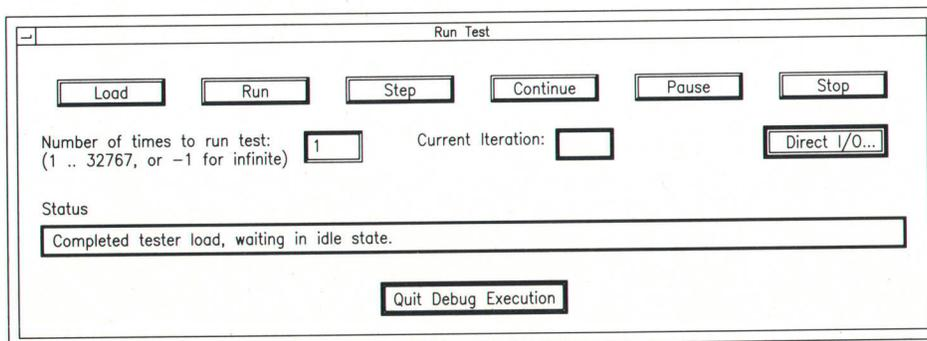 Run Test
Load Run Step Continue Pause Stop
Number of times to run test: 1 Current Iteration: Direct I/O...
(1 .. 32767, or −1 for infinite)
Status
Completed tester load, waiting in idle state.
Quit Debug Execution